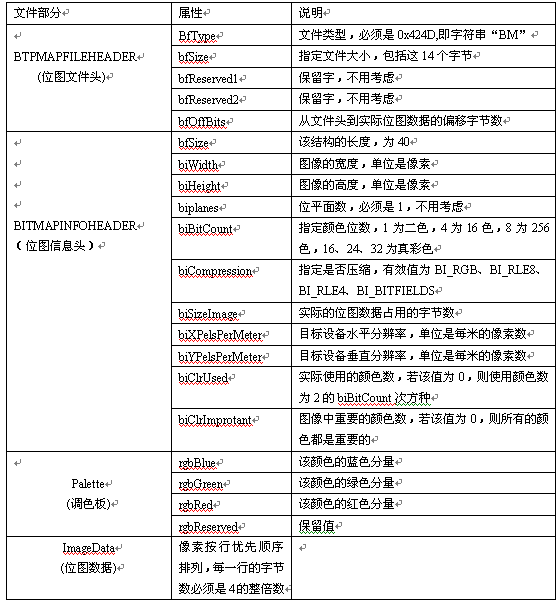 文件部分 属性 说明
BTPMAPFILEHEADER
(位图文件头)
BfType 文件类型，必须是 0x424D,即字符串“BM”
bfSize 指定文件大小，包括这 14 个字节
bfReserved1 保留字，不用考虑
bfReserved2 保留字，不用考虑
bfOffBits 从文件头到实际位图数据的偏移字节数
BITMAPINFOHEADER
（位图信息头）
bfSize 该结构的长度，为 40
biWidth 图像的宽度，单位是像素
biHeight 图像的高度，单位是像素
biplanes 位平面数，必须是 1，不用考虑
biBitCount 指定颜色位数，1 为二色，4 为 16 色，8 为 256
色，16、24、32 为真彩色
biCompression 指定是否压缩，有效值为 BI_RGB、BI_RLE8、
BI_RLE4、BI_BITFIELDS
biSizeImage 实际的位图数据占用的字节数
biXPelsPerMeter 目标设备水平分辨率，单位是每米的像素数
biYPelsPerMeter 目标设备垂直分辨率，单位是每米的像素数
biClrUsed 实际使用的颜色数，若该值为 0，则使用颜色数
为 2 的 biBitCount 次方种
biClrImprotant 图像中重要的颜色数，若该值为 0，则所有的颜
色都是重要的
Palette
(调色板)
rgbBlue 该颜色的蓝色分量
rgbGreen 该颜色的绿色分量
rgbRed 该颜色的红色分量
rgbReserved 保留值
ImageData
(位图数据)
像素按行优先顺序
排列，每一行的字节
数必须是 4 的整倍数